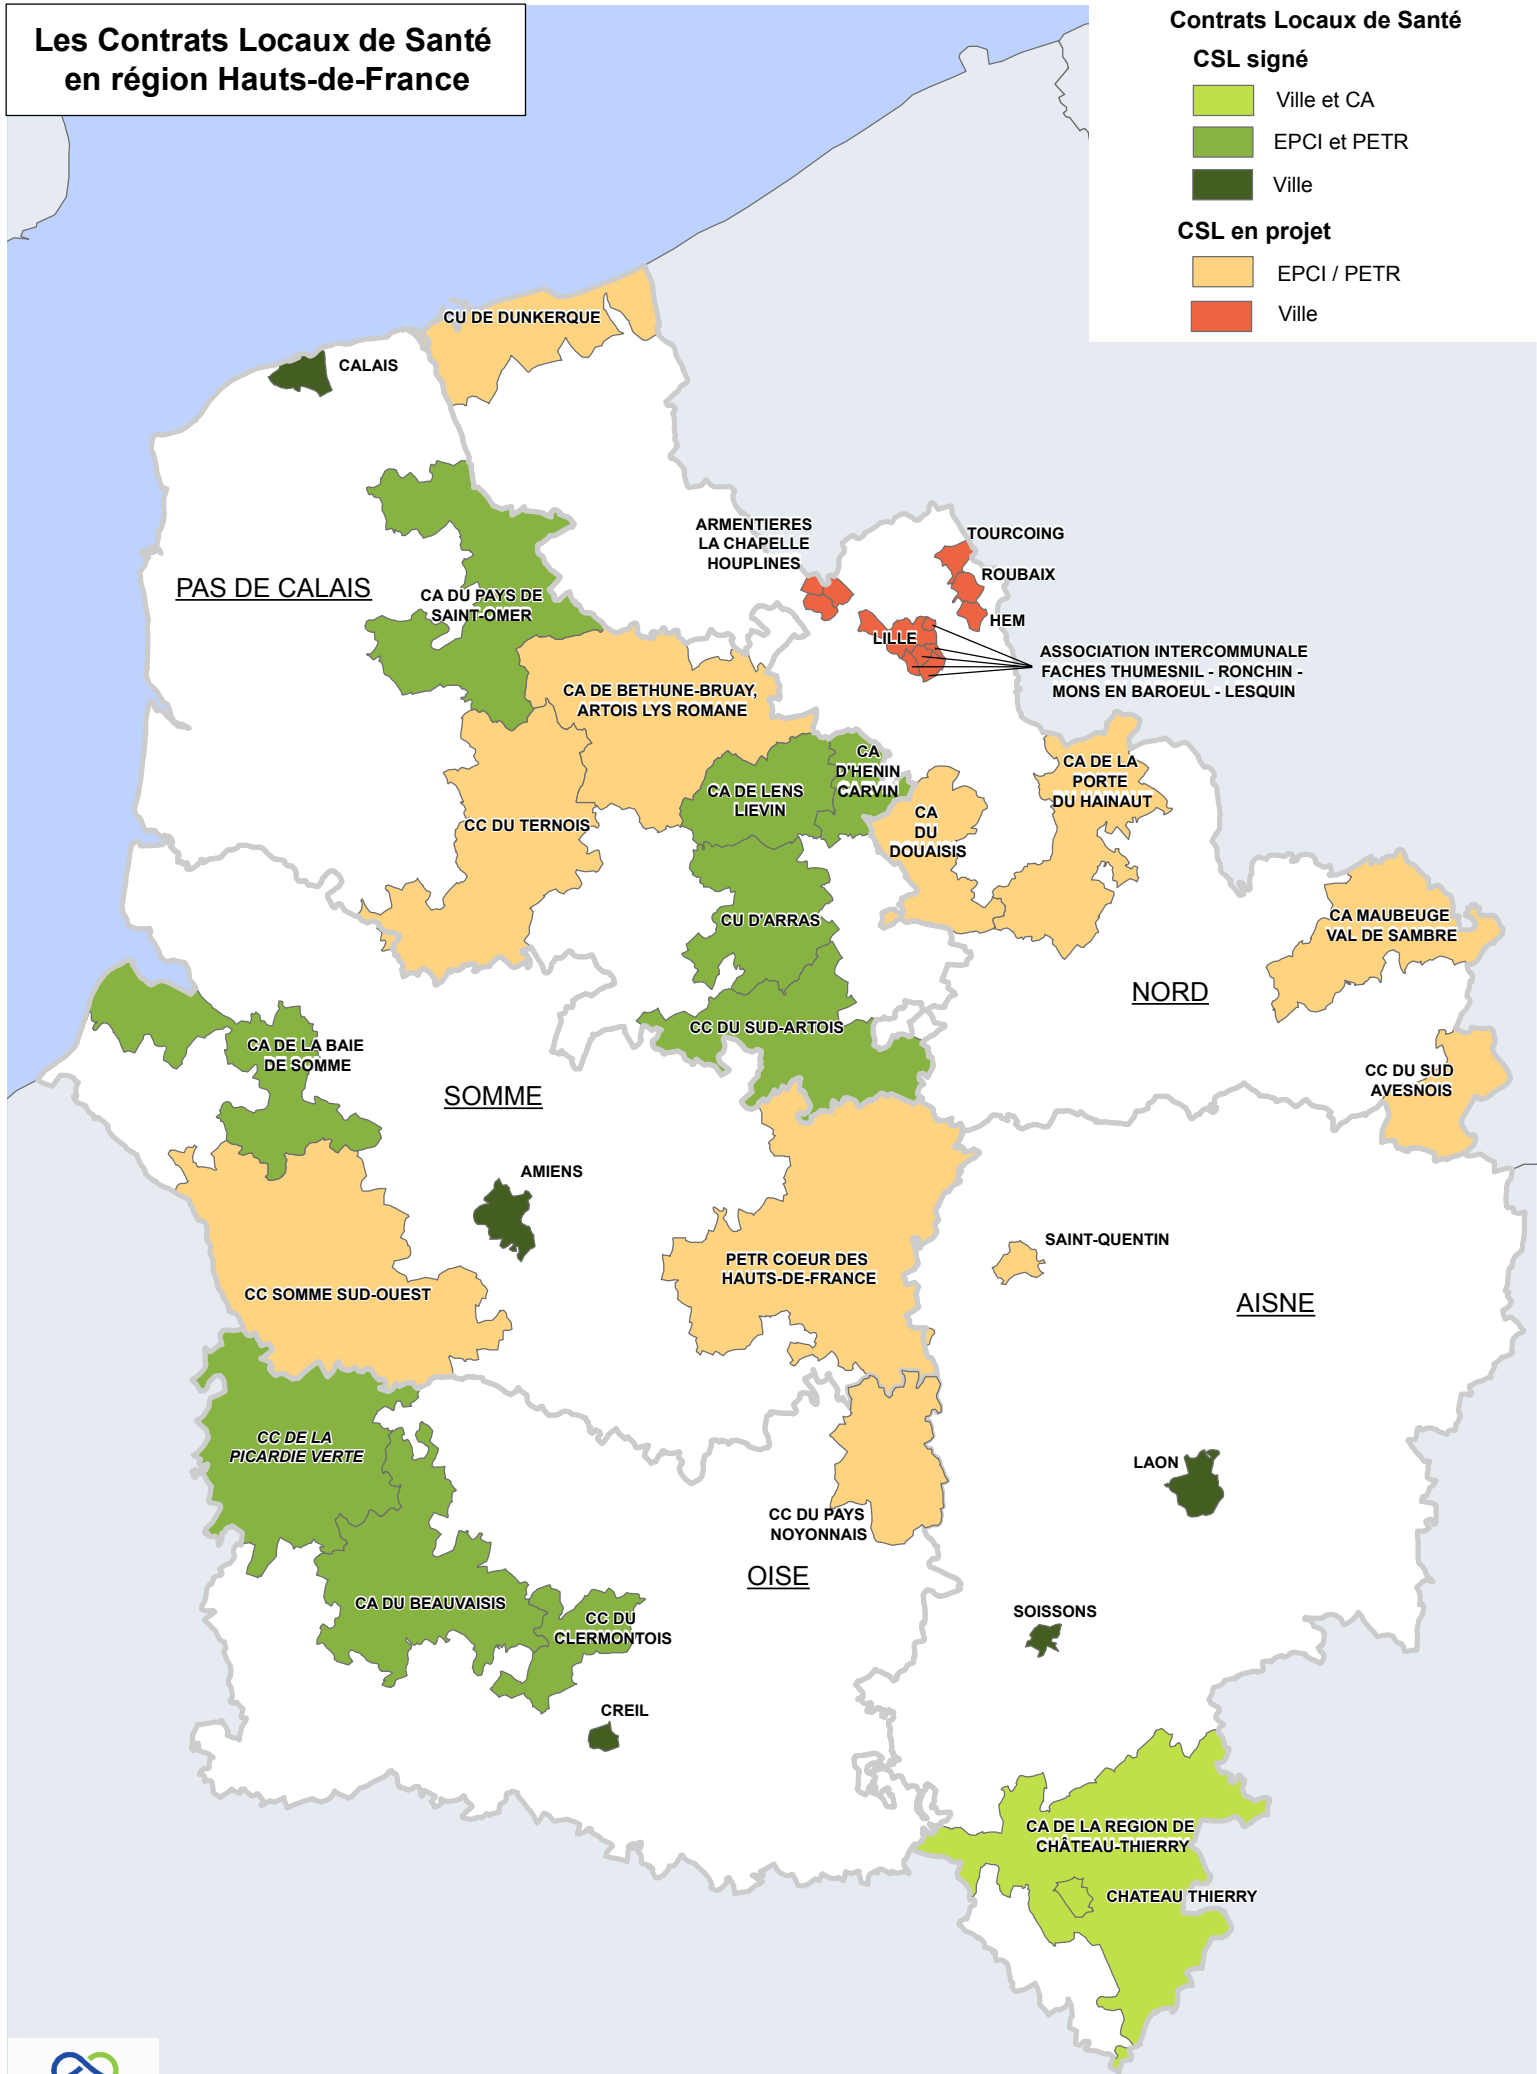 Les Contrats Locaux de Santé
en région Hauts-de-France
Contrats Locaux de Santé
CSL signé
Ville et CA
EPCI et PETR
Ville
CSL en projet
EPCI / PETR
Ville
CU DE DUNKERQUE
CALAIS
ARMENTIERES
LA CHAPELLE
HOUPLINES
TOURCOING
ROUBAIX
HEM
PAS DE CALAIS
CA DU PAYS DE
SAINT-OMER
LILLE
ASSOCIATION INTERCOMMUNALE
FACHES THUMESNIL - RONCHIN -
MONS EN BAROEUL - LESQUIN
CA DE BETHUNE-BRUAY,
ARTOIS LYS ROMANE
CA
D'HENIN
CARVIN
CA DE LA
PORTE
DU HAINAUT
CA DE LENS
LIEVIN
CC DU TERNOIS
CA
DU
DOUAISIS
CU D'ARRAS
CA MAUBEUGE
VAL DE SAMBRE
NORD
CC DU SUD-ARTOIS
CA DE LA BAIE
DE SOMME
SOMME
CC DU SUD
AVESNOIS
AMIENS
SAINT-QUENTIN
PETR COEUR DES
HAUTS-DE-FRANCE
CC SOMME SUD-OUEST
AISNE
CC DE LA
PICARDIE VERTE
LAON
CC DU PAYS
NOYONNAIS
OISE
CA DU BEAUVAISIS
CC DU
CLERMONTOIS
SOISSONS
CREIL
CA DE LA REGION DE
CHÂTEAU-THIERRY
CHATEAU THIERRY